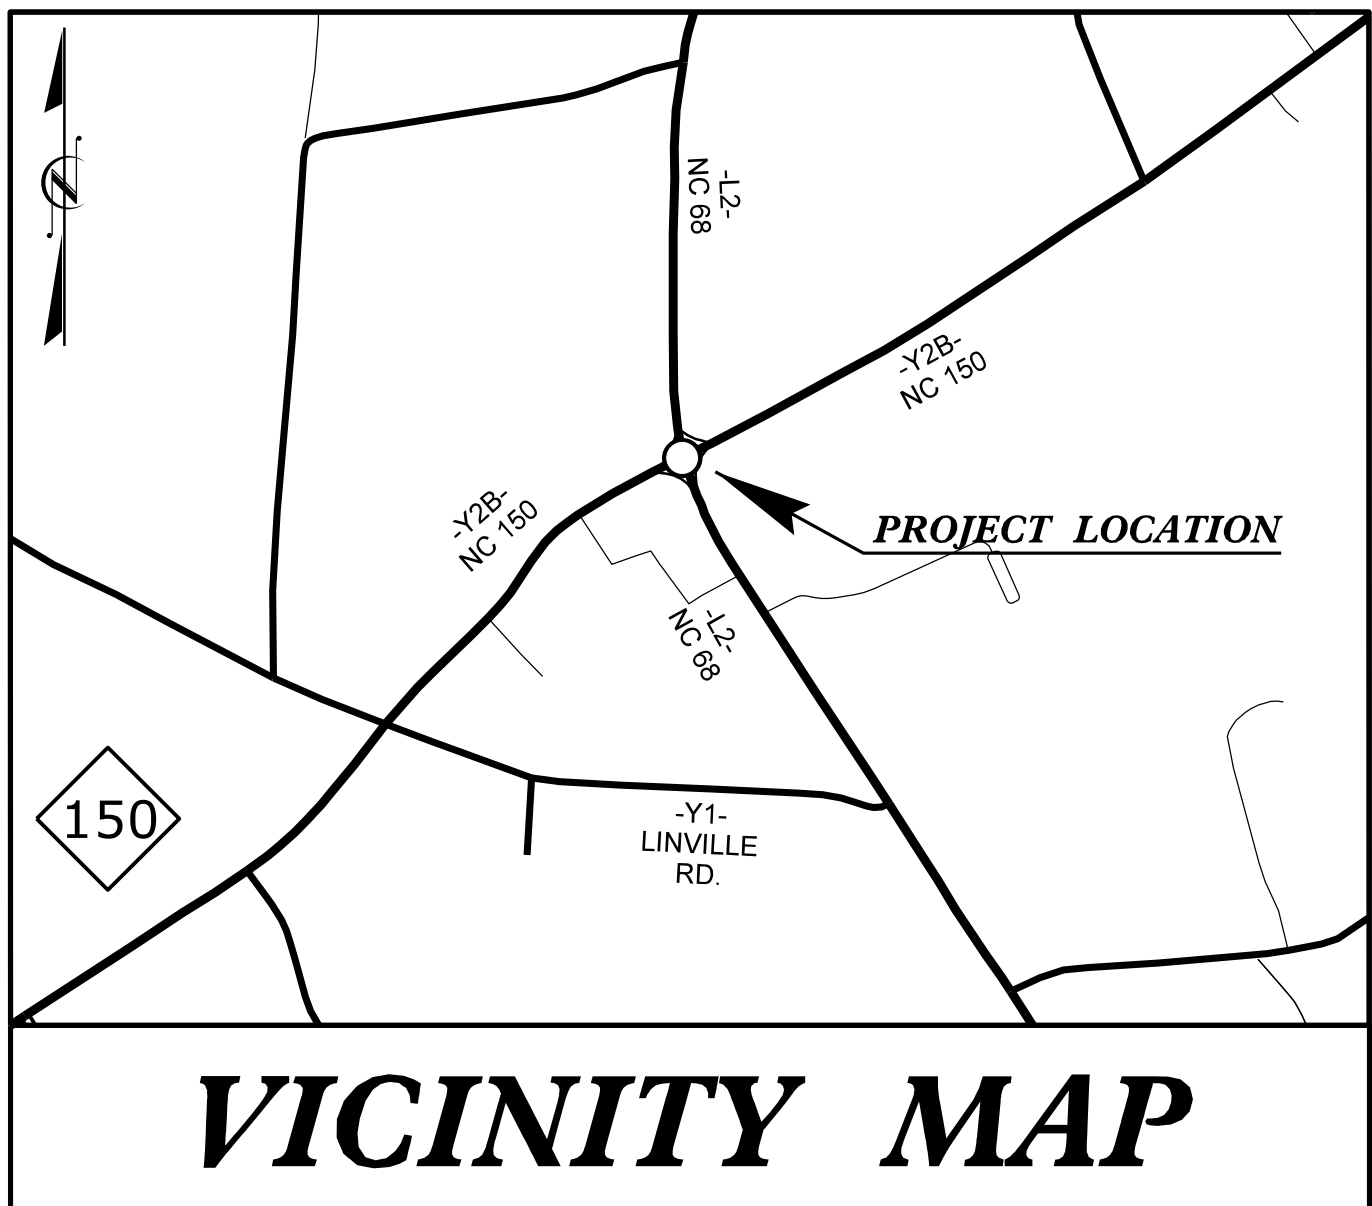 N
-L2-
NC 68
-Y2B-
NC 150
-Y2B-
NC 150
PROJECT LOCATION
-L2-
NC 68
150
-Y1-
LINVILLE
RD.
VICINITY MAP